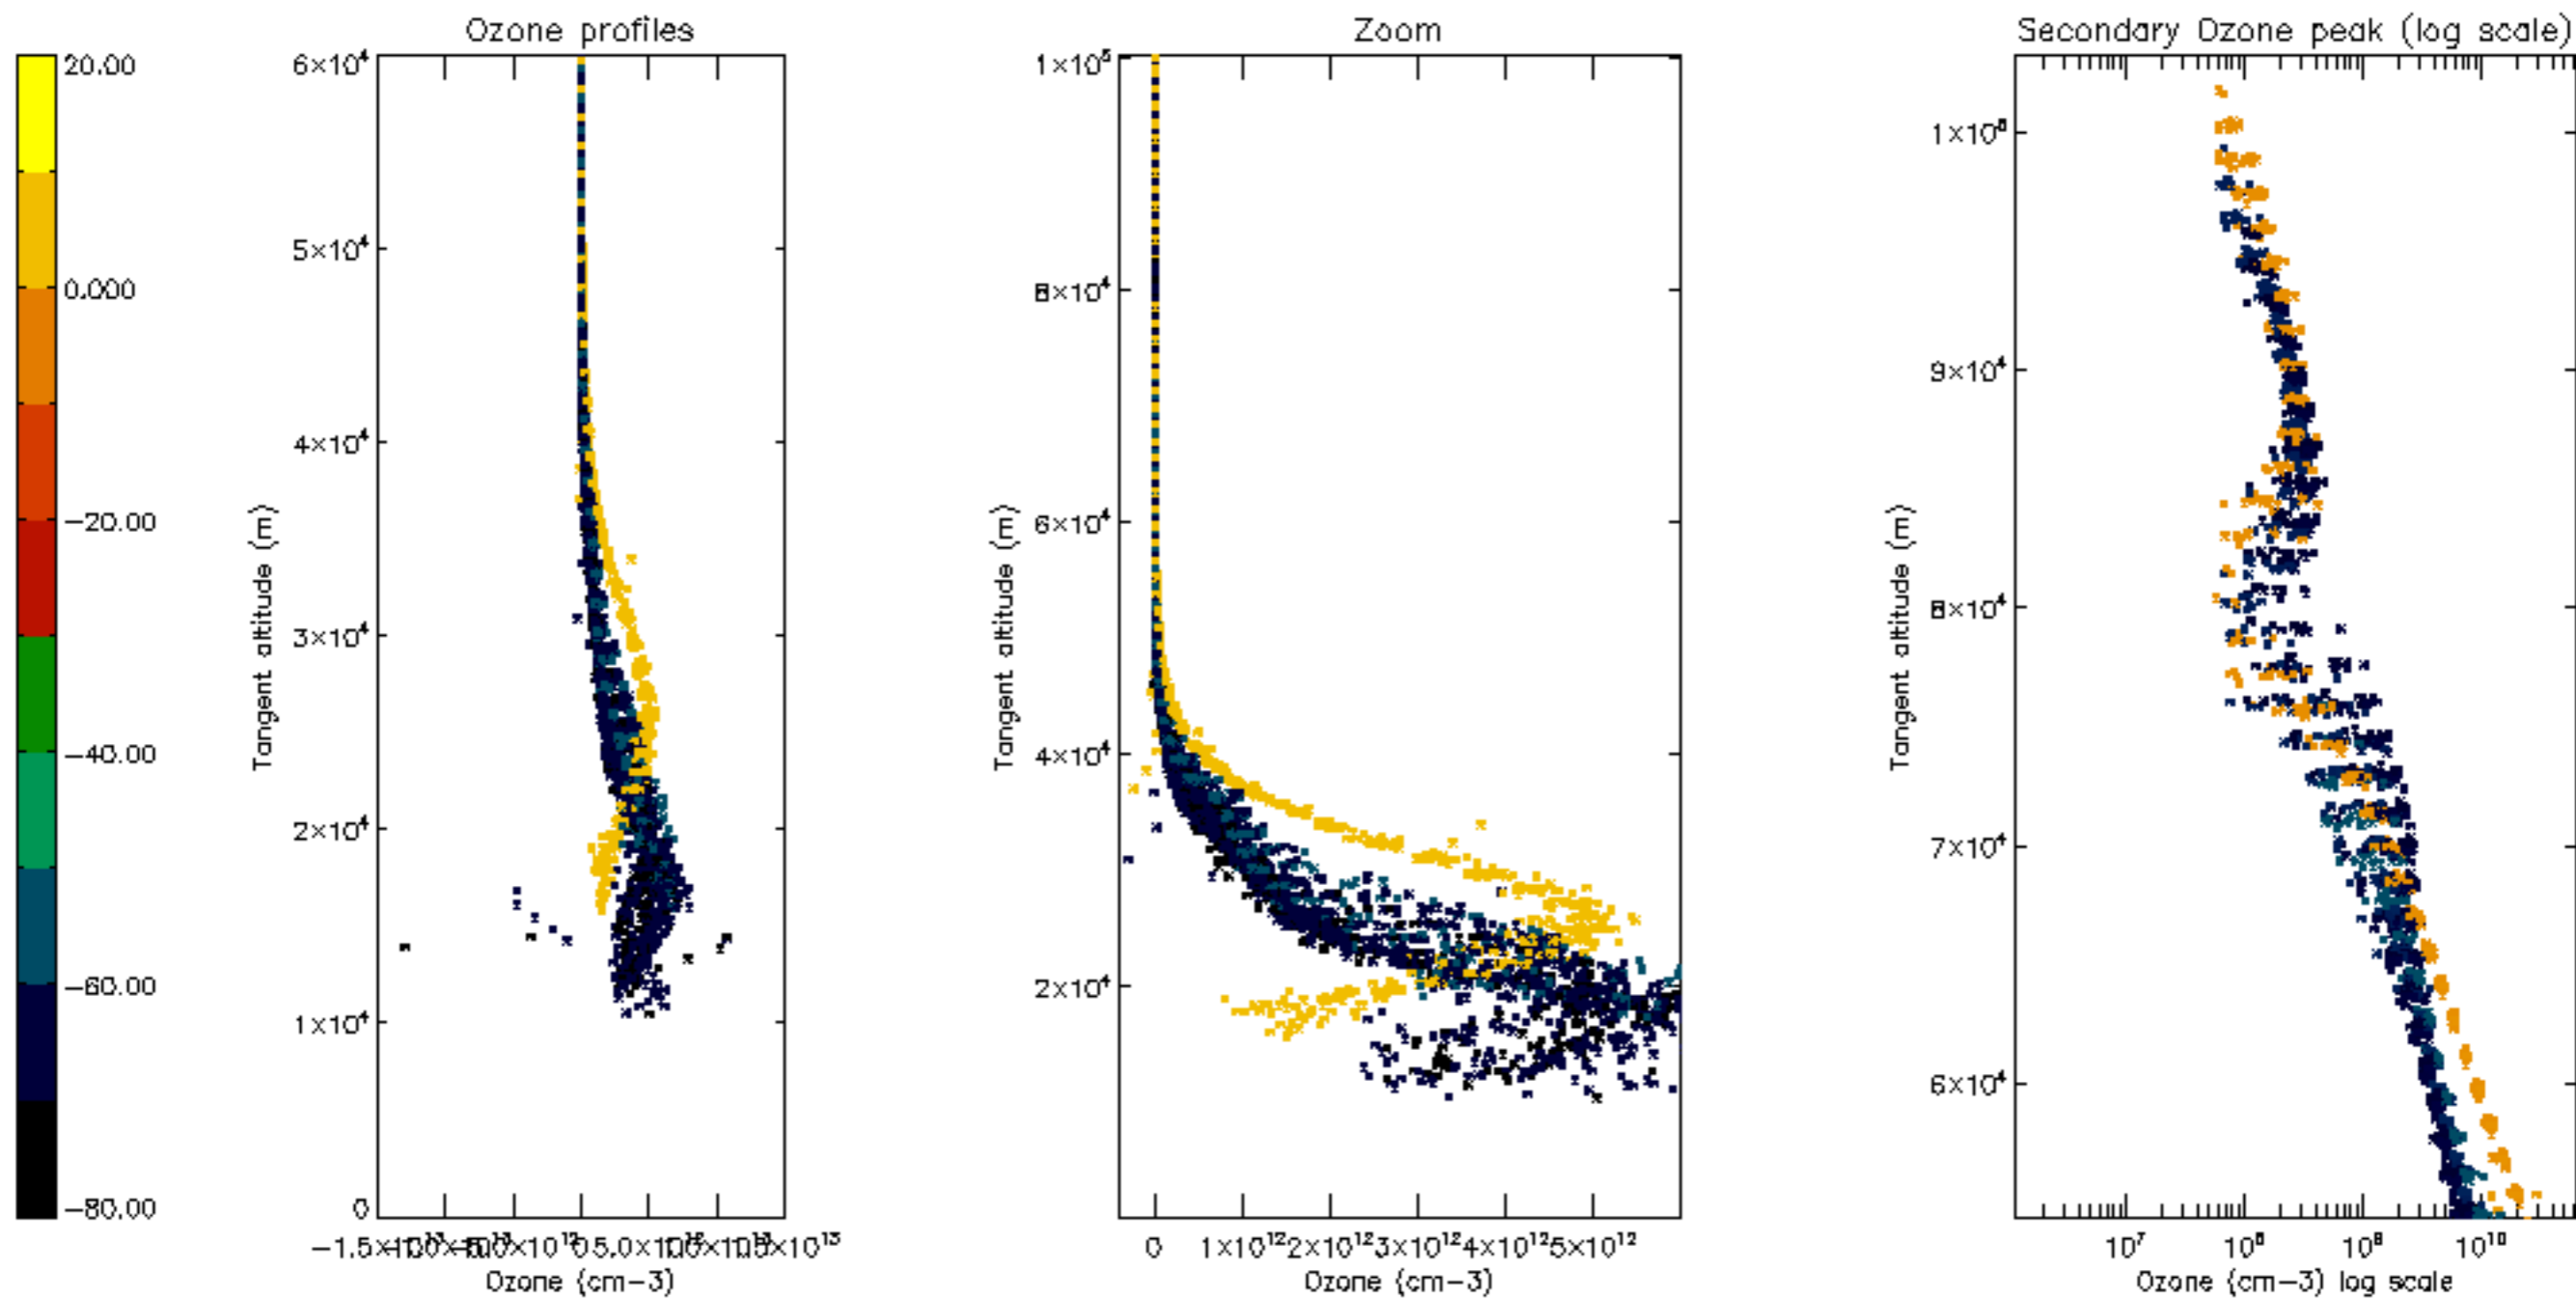 Ozone profiles
Zoom
Secondary Ozone peak (log scale)
20.00
0.000
−20.00
−40.00
−60.00
−80.00
Tangent altitude (m)
6×10⁴
5×10⁴
4×10⁴
3×10⁴
2×10⁴
1×10⁴
0
Ozone (cm−3)
Tangent altitude (m)
1×10⁵
8×10⁴
6×10⁴
4×10⁴
2×10⁴
0 1×10¹² 2×10¹² 3×10¹² 4×10¹² 5×10¹²
Ozone (cm−3)
Tangent altitude (m)
1×10⁵
9×10⁴
8×10⁴
7×10⁴
6×10⁴
10⁷ 10⁸ 10⁹ 10¹⁰
Ozone (cm−3) log scale